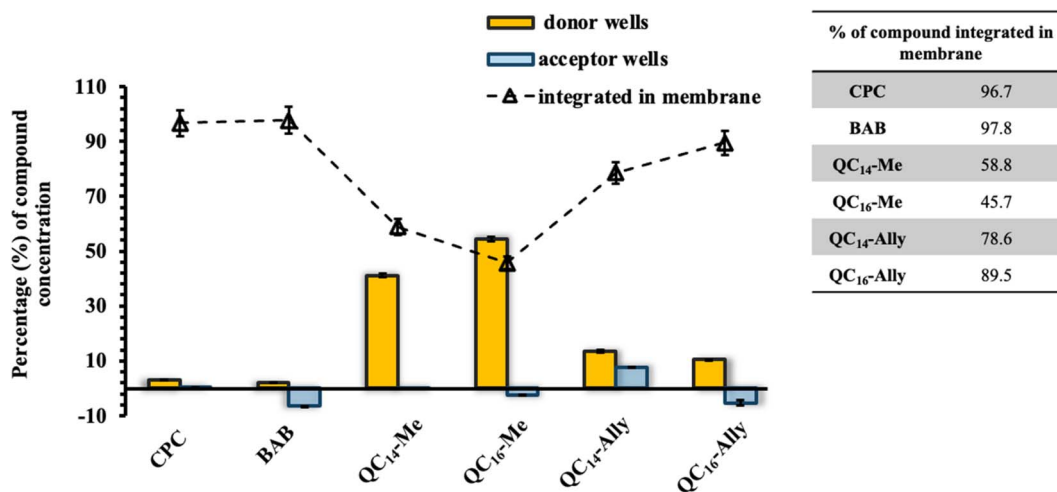 donor wells
acceptor wells
integrated in membrane
Percentage (%) of compound
concentration
110
90
70
50
30
10
-10
CPC
BAB
QC₁₄-Me
QC₁₆-Me
QC₁₄-Ally
QC₁₆-Ally
% of compound integrated in
membrane
CPC 96.7
BAB 97.8
QC₁₄-Me 58.8
QC₁₆-Me 45.7
QC₁₄-Ally 78.6
QC₁₆-Ally 89.5